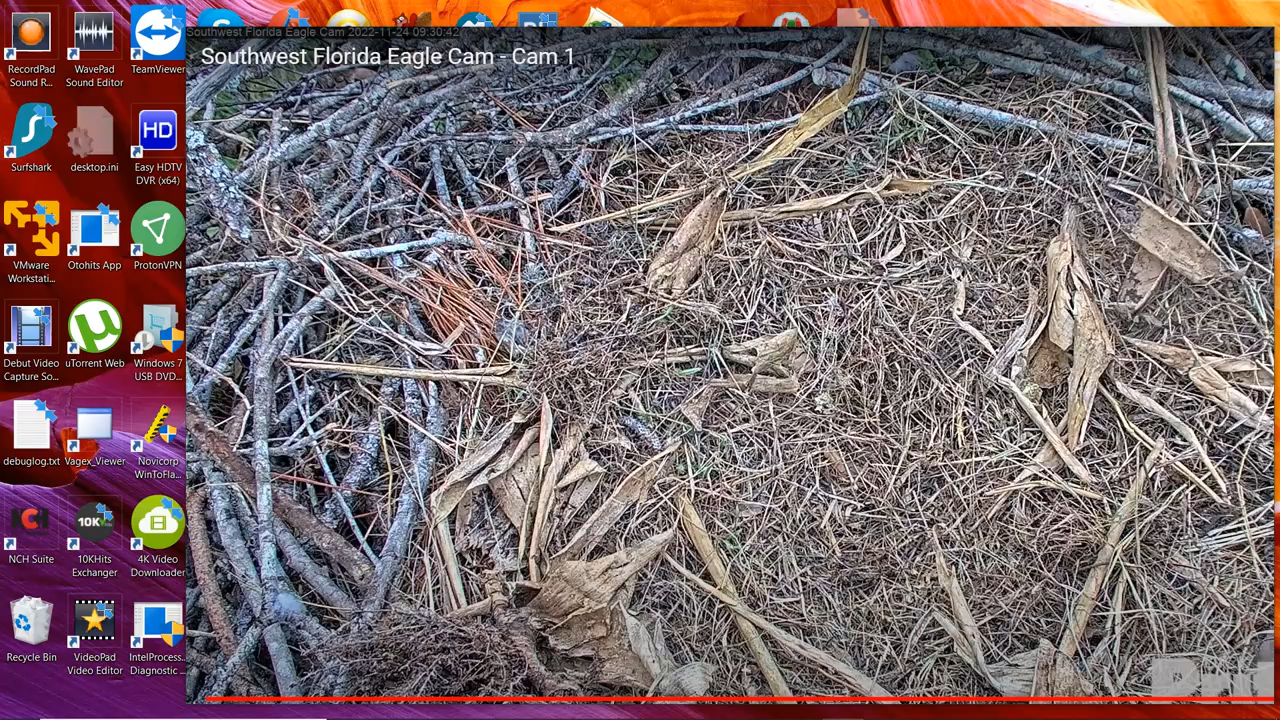 Southwest Florida Eagle Cam 2022-11-24 09:30:42
Southwest Florida Eagle Cam - Cam 1
RecordPad
Sound R...
WavePad
Sound Editor
TeamViewer
Surfshark
desktop.ini
HD
Easy HDTV
DVR (x64)
VMware
Workstati...
Otohits App
ProtonVPN
Debut Video
Capture So...
uTorrent Web
Windows 7
USB DVD...
debuglog.txt
Vagex_Viewer
Novicorp
WinToFla...
NCH
NCH Suite
10KHits
Exchanger
4K Video
Downloader
Recycle Bin
VideoPad
Video Editor
IntelProcess...
Diagnostic ...